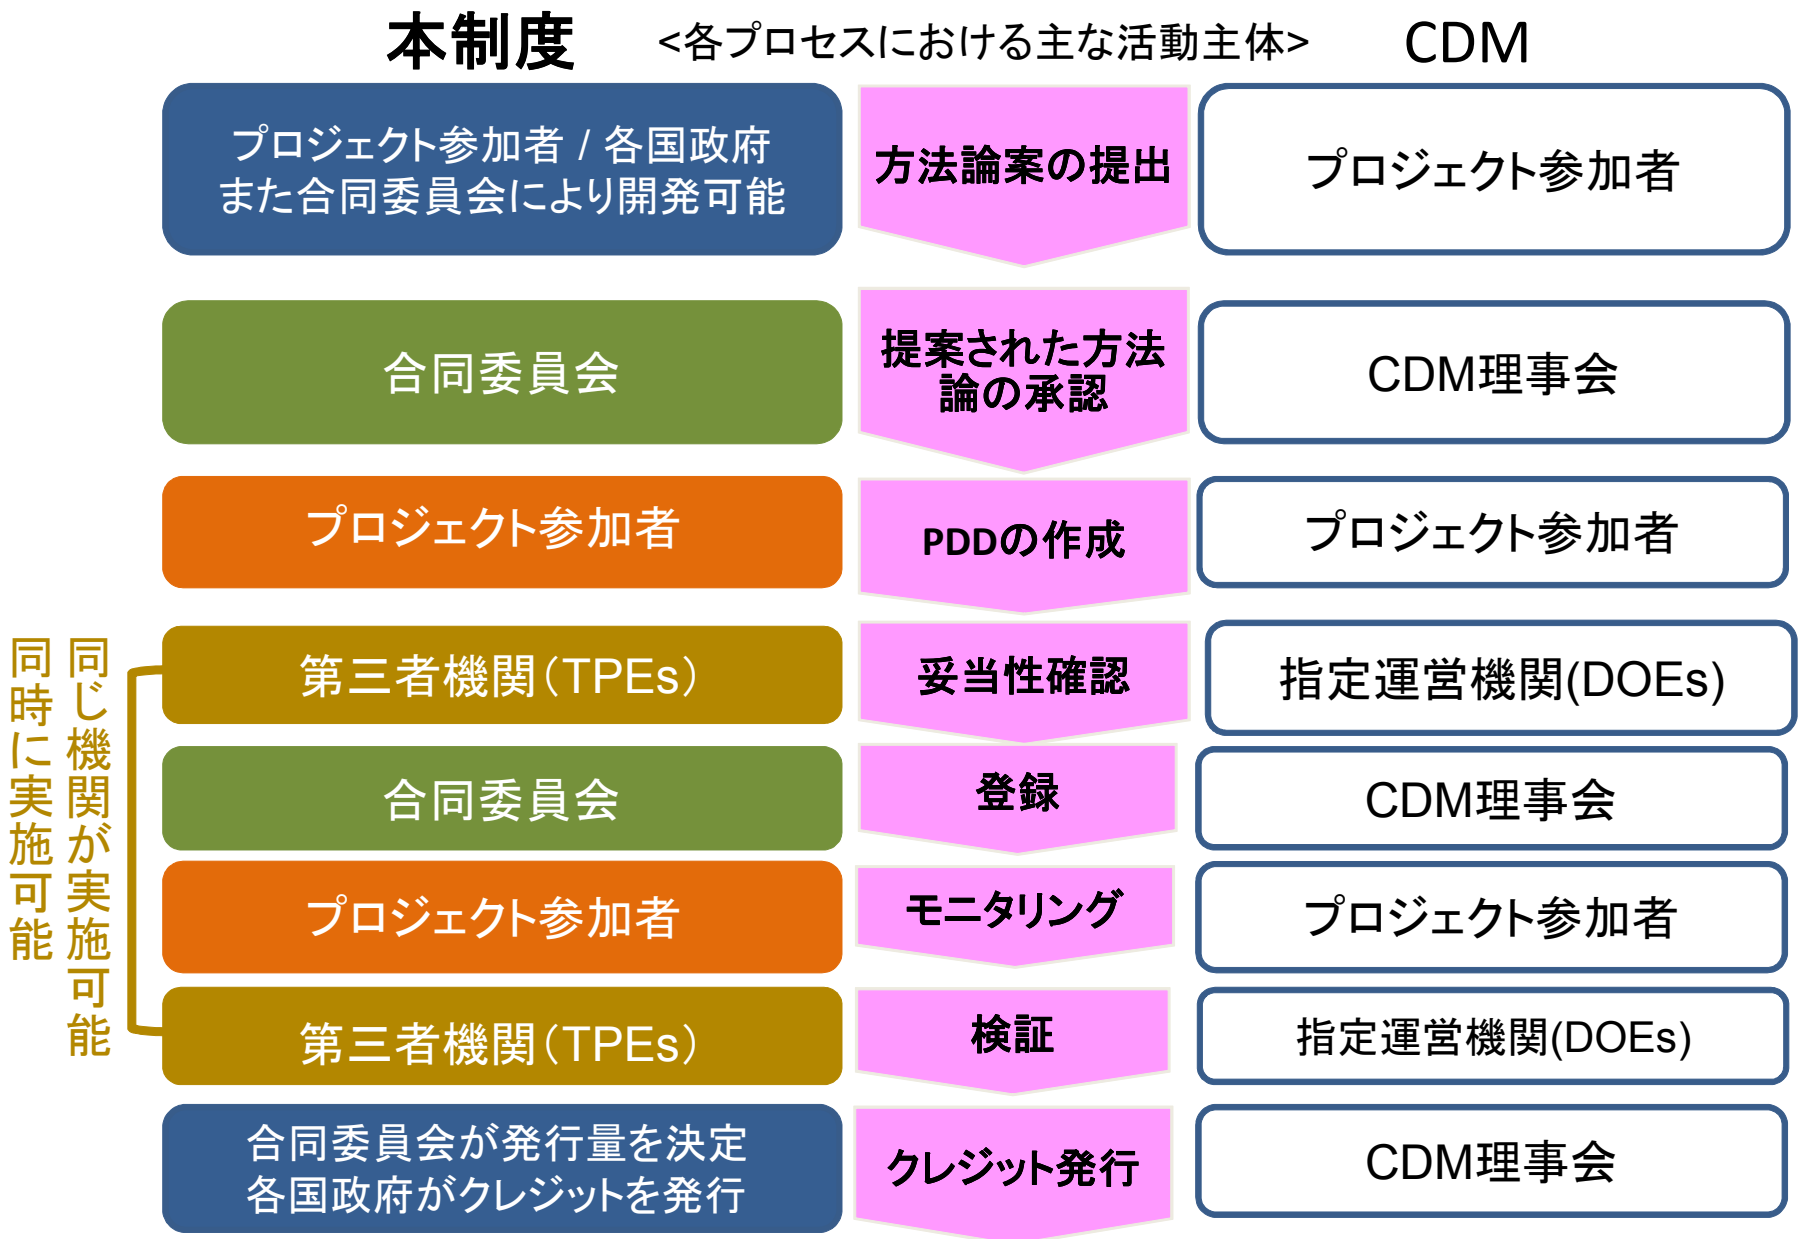 本制度 <各プロセスにおける主な活動主体> CDM
プロジェクト参加者 / 各国政府
また合同委員会により開発可能
方法論案の提出
プロジェクト参加者
合同委員会
提案された方法
論の承認
CDM理事会
プロジェクト参加者
PDDの作成
プロジェクト参加者
第三者機関（TPEs）
妥当性確認
指定運営機関(DOEs)
合同委員会
登録
CDM理事会
プロジェクト参加者
モニタリング
プロジェクト参加者
第三者機関（TPEs）
検証
指定運営機関(DOEs)
合同委員会が発行量を決定
各国政府がクレジットを発行
クレジット発行
CDM理事会
同じ機関が実施可能
同時に実施可能